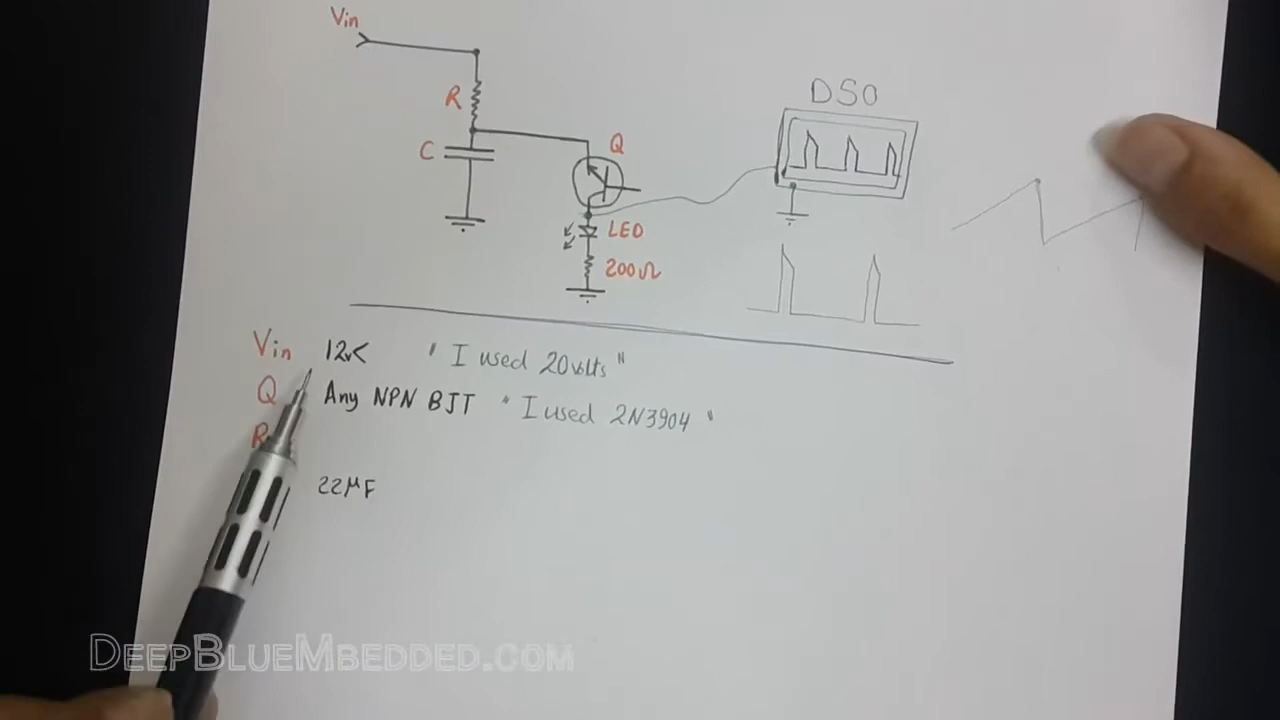 Vin
R
C
Q
LED
200Ω
DSO
Vin 12v< " I used 20volts "
Q Any NPN BJT " I used 2N3904 "
R
22µF
DEEPBLUEMBEDDED.COM